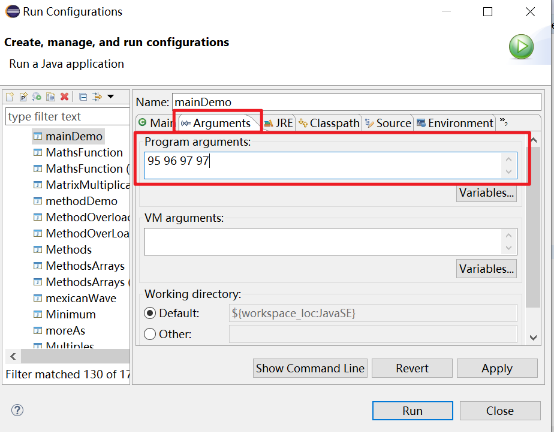 Run Configurations
Create, manage, and run configurations
Run a Java application
type filter text
mainDemo
MathsFunction
MathsFunction (
MatrixMultiplica
methodDemo
MethodOverload
MethodOverLoa
Methods
MethodsArrays
MethodsArrays (
mexicanWave
Minimum
moreAs
Multiples
Filter matched 130 of 17
Name: mainDemo
Main Arguments JRE Classpath Source Environment »₂
Program arguments:
95 96 97 97
Variables...
VM arguments:
Variables...
Working directory:
Default: ${workspace_loc:JavaSE}
Other:
Show Command Line Revert Apply
Run Close